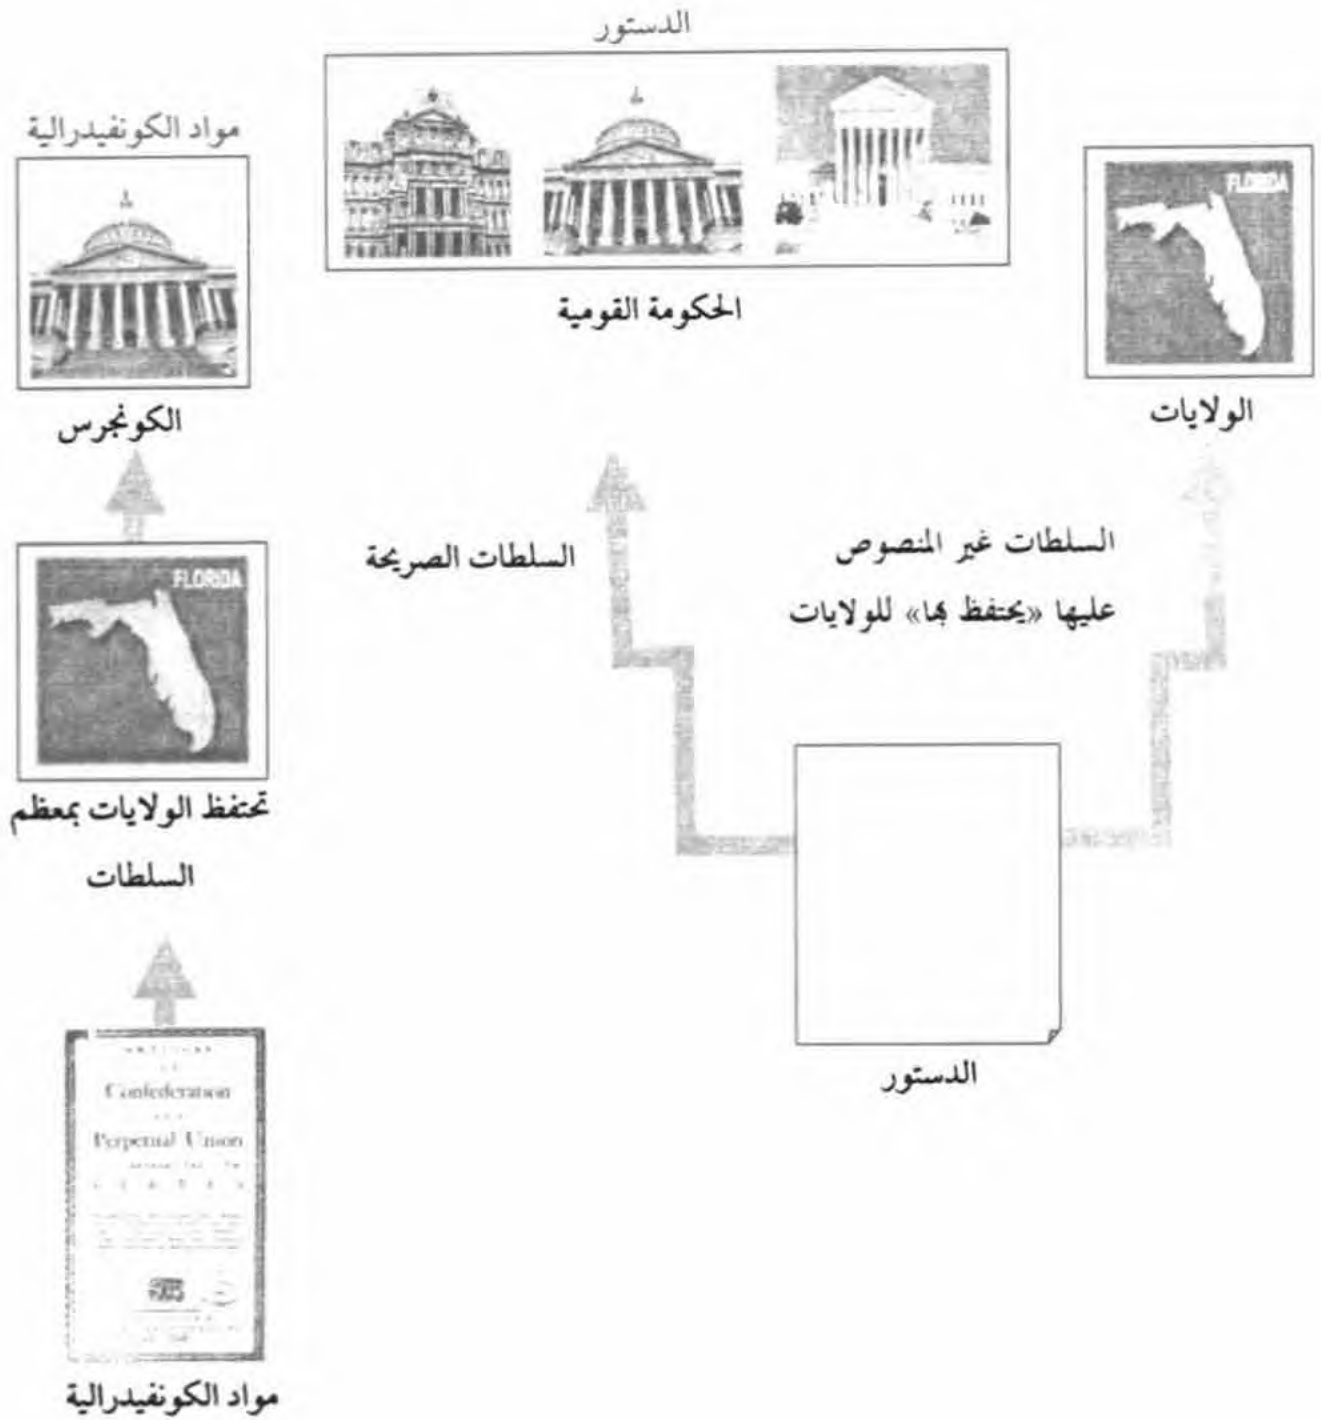 الدستور
مواد الكونفيدرالية
FLORIDA
الحكومة القومية
الولايات
الكونجرس
السلطات غير المنصوص
عليها «يحتفظ بها» للولايات
السلطات الصريحة
FLORIDA
تحتفظ الولايات بمعظم
السلطات
الدستور
Confederation
Perpetual Union
مواد الكونفيدرالية